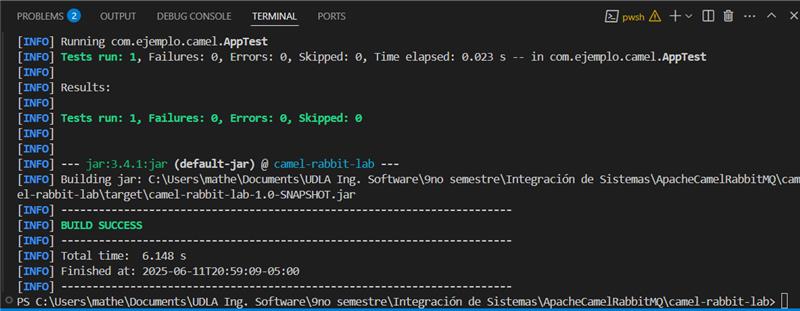 PROBLEMS 2 OUTPUT DEBUG CONSOLE TERMINAL PORTS pwsh
[INFO] Running com.ejemplo.camel.AppTest
[INFO] Tests run: 1, Failures: 0, Errors: 0, Skipped: 0, Time elapsed: 0.023 s -- in com.ejemplo.camel.AppTest
[INFO]
[INFO] Results:
[INFO]
[INFO] Tests run: 1, Failures: 0, Errors: 0, Skipped: 0
[INFO]
[INFO]
[INFO] --- jar:3.4.1:jar (default-jar) @ camel-rabbit-lab ---
[INFO] Building jar: C:\Users\mathe\Documents\UDLA Ing. Software\9no semestre\Integración de Sistemas\ApacheCamelRabbitMQ\cam
el-rabbit-lab\target\camel-rabbit-lab-1.0-SNAPSHOT.jar
[INFO] ------------------------------------------------------------------------
[INFO] BUILD SUCCESS
[INFO] ------------------------------------------------------------------------
[INFO] Total time:  6.148 s
[INFO] Finished at: 2025-06-11T20:59:09-05:00
[INFO] ------------------------------------------------------------------------
PS C:\Users\mathe\Documents\UDLA Ing. Software\9no semestre\Integración de Sistemas\ApacheCamelRabbitMQ\camel-rabbit-lab>